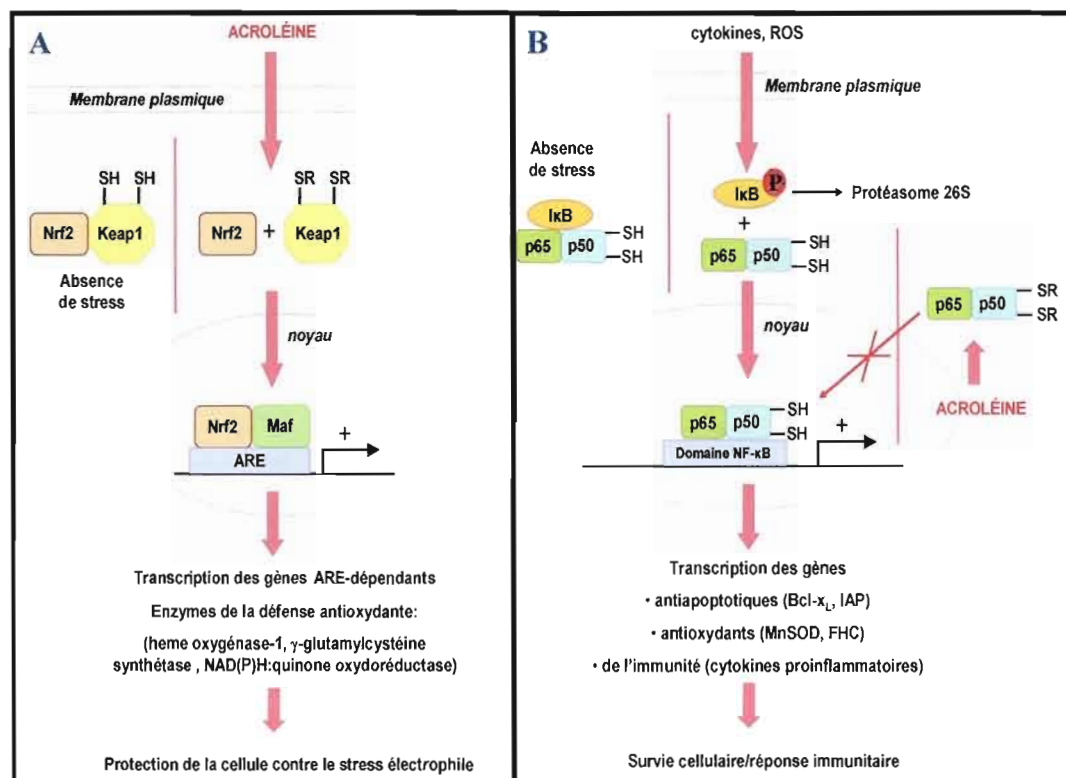 A
ACROLÉINE
Membrane plasmique
SH SH
Nrf2 Keap1
Absence
de stress
SR SR
Nrf2 + Keap1
noyau
Nrf2 Maf
ARE
+
Transcription des gènes ARE-dépendants
Enzymes de la défense antioxydante:
(heme oxygénase-1, γ-glutamylcystéine
synthétase , NAD(P)H:quinone oxydoréductase)
Protection de la cellule contre le stress électrophile
B
cytokines, ROS
Membrane plasmique
Absence
de stress
IκB
p65 p50
SH
SH
IκB P
Protéasome 26S
+
p65 p50
SH
SH
noyau
p65 p50
SR
SR
ACROLÉINE
p65 p50
SH
SH
Domaine NF-κB
+
Transcription des gènes
• antiapoptotiques (Bcl-xL, IAP)
• antioxydants (MnSOD, FHC)
• de l'immunité (cytokines proinflammatoires)
Survie cellulaire/réponse immunitaire